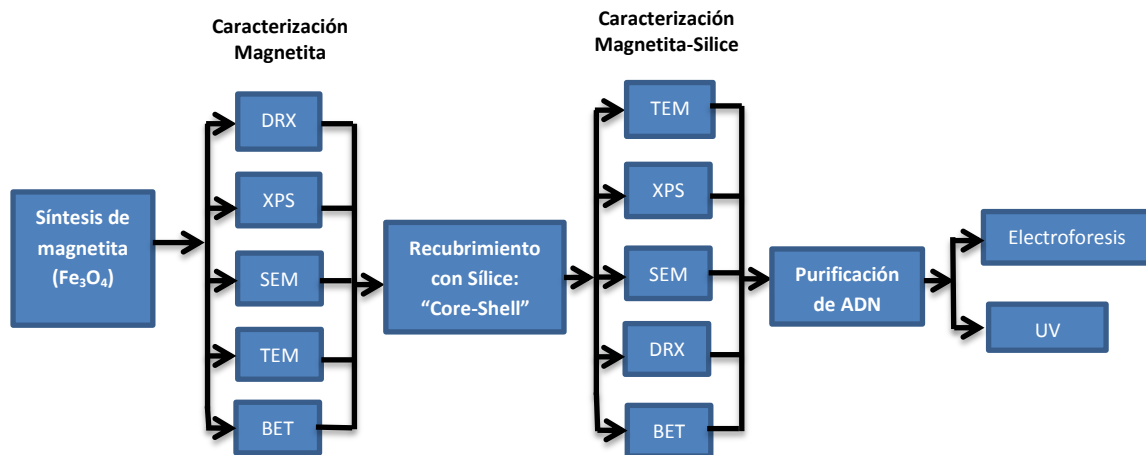 Caracterización
Magnetita
DRX
XPS
SEM
TEM
BET
Síntesis de
magnetita
(Fe₃O₄)
Recubrimiento
con Sílice:
“Core-Shell”
Caracterización
Magnetita-Silice
TEM
XPS
SEM
DRX
BET
Purificación
de ADN
Electroforesis
UV